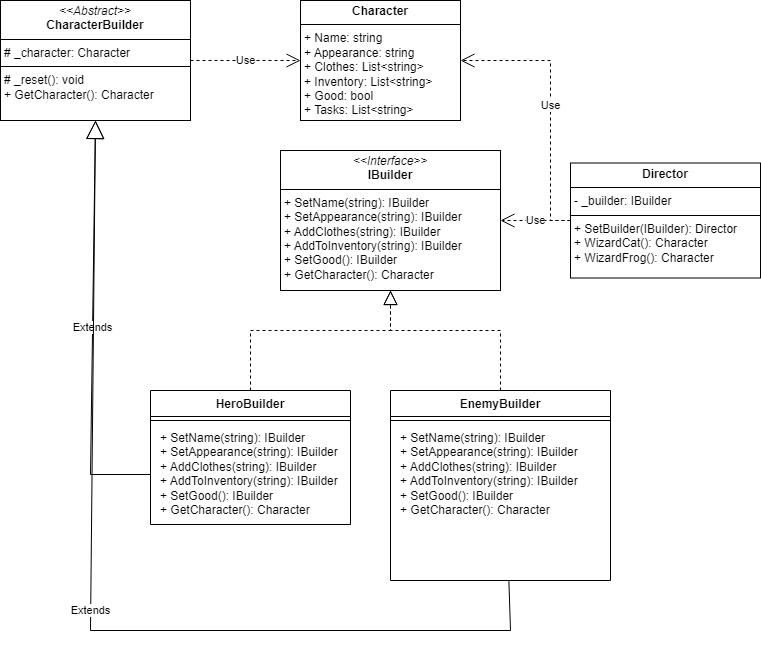 <<Abstract>>
CharacterBuilder
# _character: Character
# _reset(): void
+ GetCharacter(): Character
Use
Character
+ Name: string
+ Appearance: string
+ Clothes: List<string>
+ Inventory: List<string>
+ Good: bool
+ Tasks: List<string>
Use
<<Interface>>
IBuilder
+ SetName(string): IBuilder
+ SetAppearance(string): IBuilder
+ AddClothes(string): IBuilder
+ AddToInventory(string): IBuilder
+ SetGood(): IBuilder
+ GetCharacter(): Character
Use
Director
- _builder: IBuilder
+ SetBuilder(IBuilder): Director
+ WizardCat(): Character
+ WizardFrog(): Character
Extends
HeroBuilder
+ SetName(string): IBuilder
+ SetAppearance(string): IBuilder
+ AddClothes(string): IBuilder
+ AddToInventory(string): IBuilder
+ SetGood(): IBuilder
+ GetCharacter(): Character
EnemyBuilder
+ SetName(string): IBuilder
+ SetAppearance(string): IBuilder
+ AddClothes(string): IBuilder
+ AddToInventory(string): IBuilder
+ SetGood(): IBuilder
+ GetCharacter(): Character
Extends